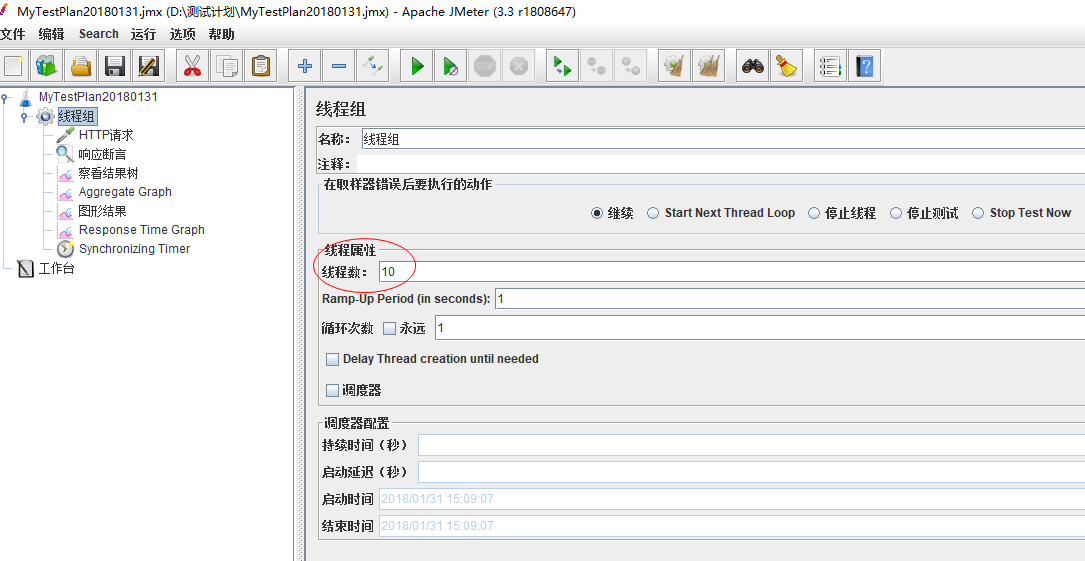 MyTestPlan20180131.jmx (D:\测试计划\MyTestPlan20180131.jmx) - Apache JMeter (3.3 r1808647)
文件 编辑 Search 运行 选项 帮助
STOP
MyTestPlan20180131
线程组
HTTP请求
响应断言
察看结果树
Aggregate Graph
图形结果
Response Time Graph
Synchronizing Timer
工作台
线程组
名称： 线程组
注释：
在取样器错误后要执行的动作
继续 Start Next Thread Loop 停止线程 停止测试 Stop Test Now
线程属性
线程数： 10
Ramp-Up Period (in seconds): 1
循环次数 永远 1
Delay Thread creation until needed
调度器
调度器配置
持续时间（秒）
启动延迟（秒）
启动时间 2018/01/31 15:09:07
结束时间 2018/01/31 15:09:07